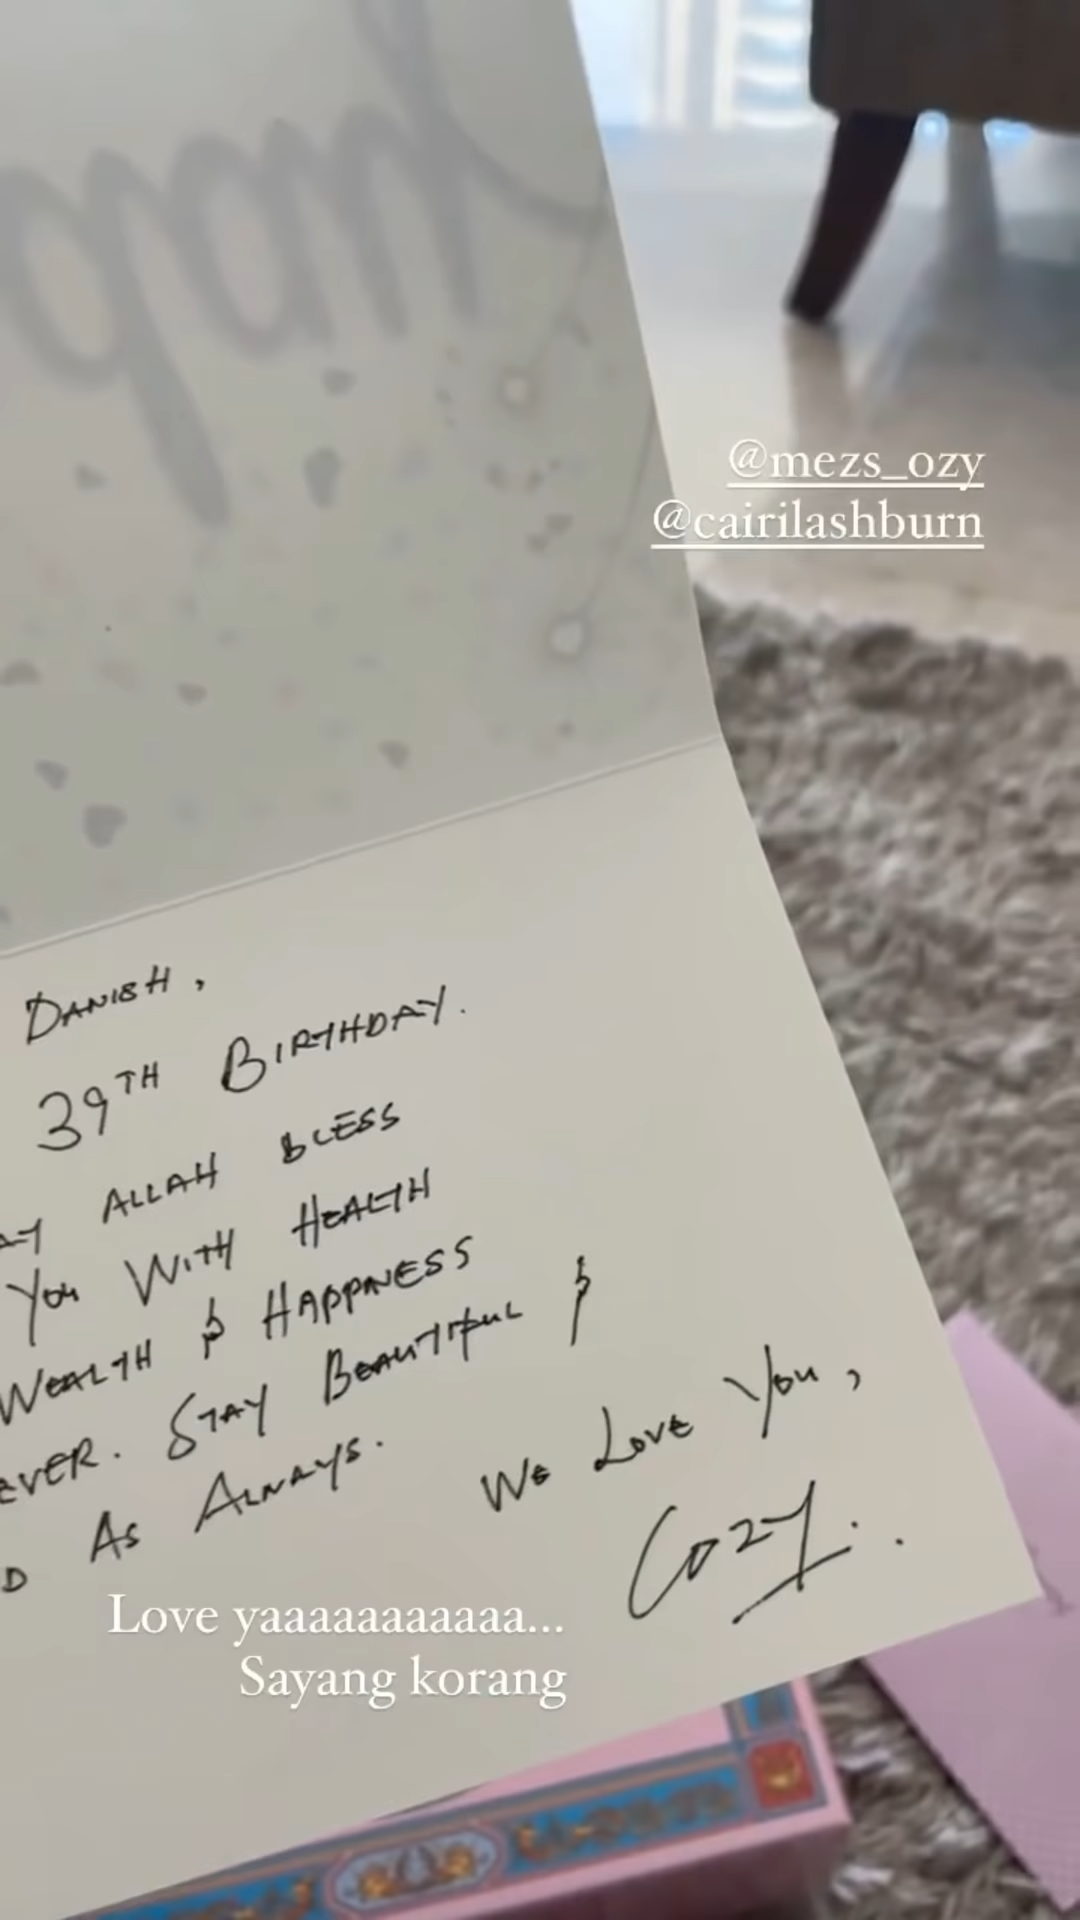 @mezs_ozy
@cairilashburn
DANISH,
39TH BIRTHDAY.
ALLAH BLESS
YOU WITH HEALTH
WEALTH & HAPPINESS
STAY BEAUTIFUL &
AS ALWAYS.
WE LOVE YOU,
COZY.
Love yaaaaaaaaaaa...
Sayang korang